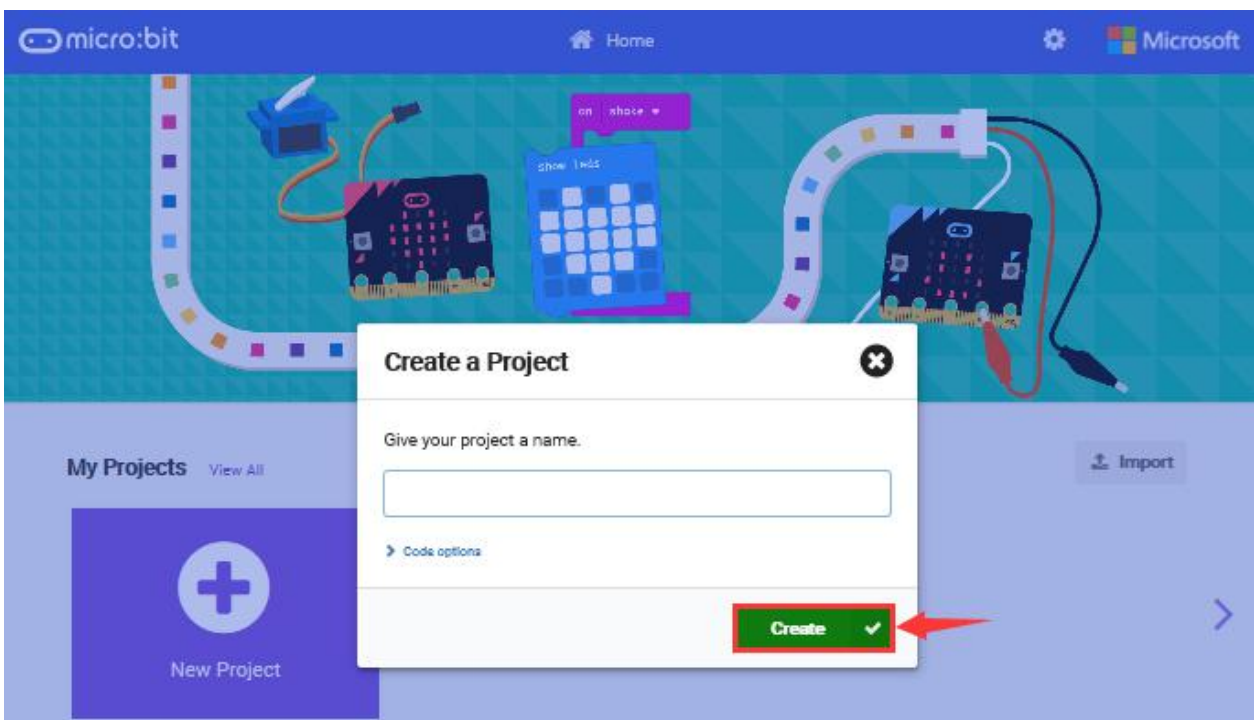 micro:bit
Home
Microsoft
on shake
show leds
Create a Project
Give your project a name.
My Projects View All
Import
Code options
Create
New Project